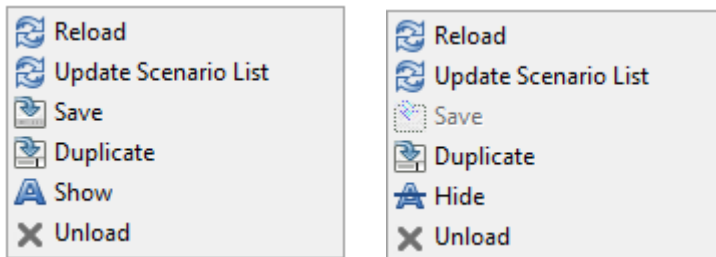 Reload
Update Scenario List
Save
Duplicate
Show
Unload
Reload
Update Scenario List
Save
Duplicate
Hide
Unload